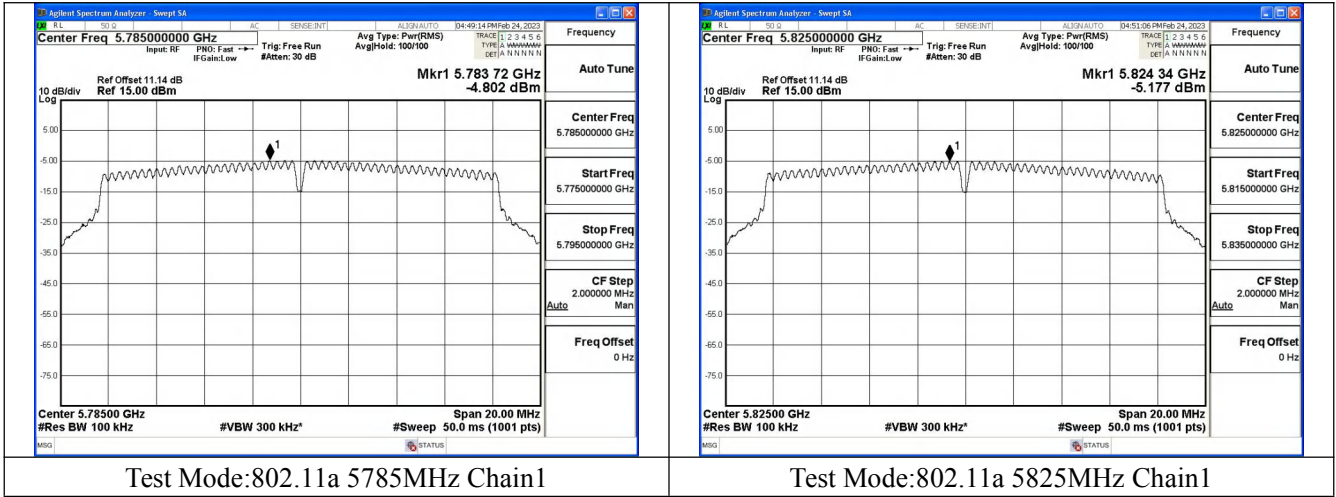 Agilent Spectrum Analyzer - Swept SA
RL 50 Ω AC SENSE:INT ALIGN AUTO 04:49:14 PM Feb 24, 2023
Center Freq 5.785000000 GHz
Input: RF PNO: Fast Trig: Free Run Avg Type: Pwr(RMS) TRACE 1 2 3 4 5 6
IFGain:Low #Atten: 30 dB Avg|Hold: 100/100 TYPE A WWWWW
DET A N N N N N
Mkr1 5.783 72 GHz
-4.802 dBm
Ref Offset 11.14 dB
10 dB/div Ref 15.00 dBm
Log
5.00
-5.00
-15.0
-25.0
-35.0
-45.0
-55.0
-65.0
-75.0
1
Center 5.78500 GHz Span 20.00 MHz
#Res BW 100 kHz #VBW 300 kHz* #Sweep 50.0 ms (1001 pts)
MSG STATUS
Frequency
Auto Tune
Center Freq
5.785000000 GHz
Start Freq
5.775000000 GHz
Stop Freq
5.795000000 GHz
CF Step
2.000000 MHz
Auto Man
Freq Offset
0 Hz
Test Mode:802.11a 5785MHz Chain1
Agilent Spectrum Analyzer - Swept SA
RL 50 Ω AC SENSE:INT ALIGN AUTO 04:51:06 PM Feb 24, 2023
Center Freq 5.825000000 GHz
Input: RF PNO: Fast Trig: Free Run Avg Type: Pwr(RMS) TRACE 1 2 3 4 5 6
IFGain:Low #Atten: 30 dB Avg|Hold: 100/100 TYPE A WWWWW
DET A N N N N N
Mkr1 5.824 34 GHz
-5.177 dBm
Ref Offset 11.14 dB
10 dB/div Ref 15.00 dBm
Log
5.00
-5.00
-15.0
-25.0
-35.0
-45.0
-55.0
-65.0
-75.0
1
Center 5.82500 GHz Span 20.00 MHz
#Res BW 100 kHz #VBW 300 kHz* #Sweep 50.0 ms (1001 pts)
MSG STATUS
Frequency
Auto Tune
Center Freq
5.825000000 GHz
Start Freq
5.815000000 GHz
Stop Freq
5.835000000 GHz
CF Step
2.000000 MHz
Auto Man
Freq Offset
0 Hz
Test Mode:802.11a 5825MHz Chain1